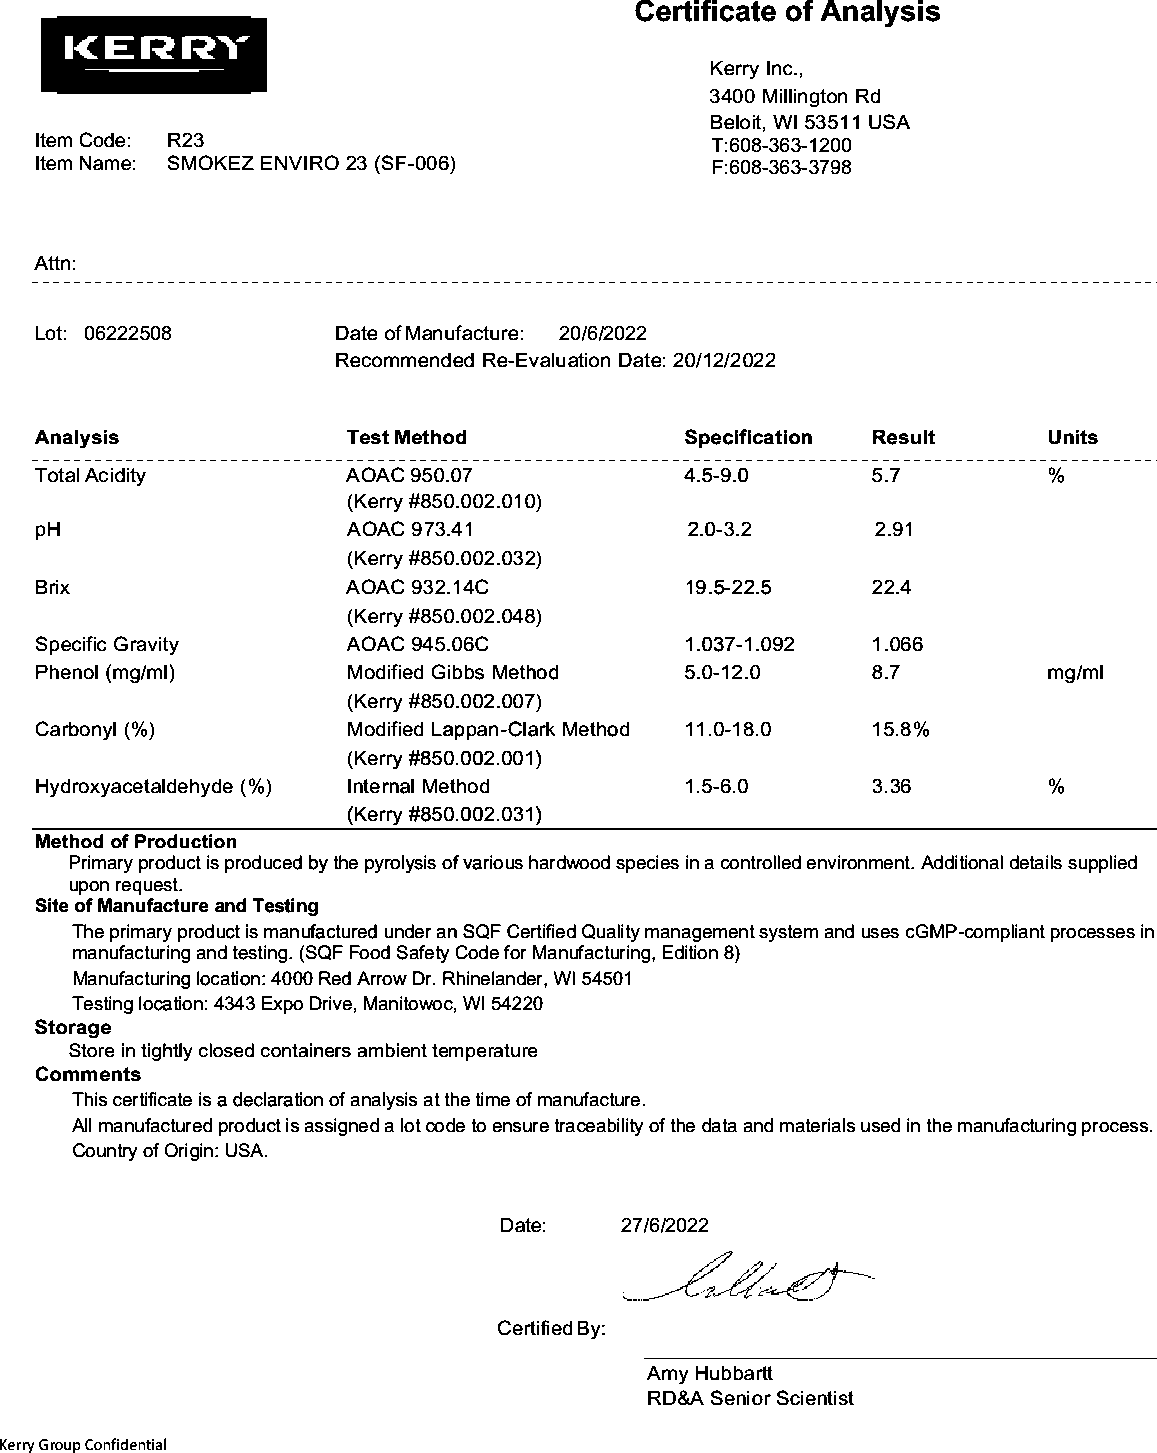 Certificate of Analysis
KERRY
Kerry Inc.,
3400 Millington Rd
Beloit, WI 53511 USA
T:608-363-1200
F:608-363-3798
Item Code: R23
Item Name: SMOKEZ ENVIRO 23 (SF-006)
Attn:
Lot: 06222508 Date of Manufacture: 20/6/2022
Recommended Re-Evaluation Date: 20/12/2022
Analysis Test Method Specification Result Units
Total Acidity AOAC 950.07 4.5-9.0 5.7 %
(Kerry #850.002.010)
pH AOAC 973.41 2.0-3.2 2.91
(Kerry #850.002.032)
Brix AOAC 932.14C 19.5-22.5 22.4
(Kerry #850.002.048)
Specific Gravity AOAC 945.06C 1.037-1.092 1.066
Phenol (mg/ml) Modified Gibbs Method 5.0-12.0 8.7 mg/ml
(Kerry #850.002.007)
Carbonyl (%) Modified Lappan-Clark Method 11.0-18.0 15.8%
(Kerry #850.002.001)
Hydroxyacetaldehyde (%) Internal Method 1.5-6.0 3.36 %
(Kerry #850.002.031)
Method of Production
Primary product is produced by the pyrolysis of various hardwood species in a controlled environment. Additional details supplied
upon request.
Site of Manufacture and Testing
The primary product is manufactured under an SQF Certified Quality management system and uses cGMP-compliant processes in
manufacturing and testing. (SQF Food Safety Code for Manufacturing, Edition 8)
Manufacturing location: 4000 Red Arrow Dr. Rhinelander, WI 54501
Testing location: 4343 Expo Drive, Manitowoc, WI 54220
Storage
Store in tightly closed containers ambient temperature
Comments
This certificate is a declaration of analysis at the time of manufacture.
All manufactured product is assigned a lot code to ensure traceability of the data and materials used in the manufacturing process.
Country of Origin: USA.
Date: 27/6/2022
Certified By:
Amy Hubbartt
RD&A Senior Scientist
Kerry Group Confidential